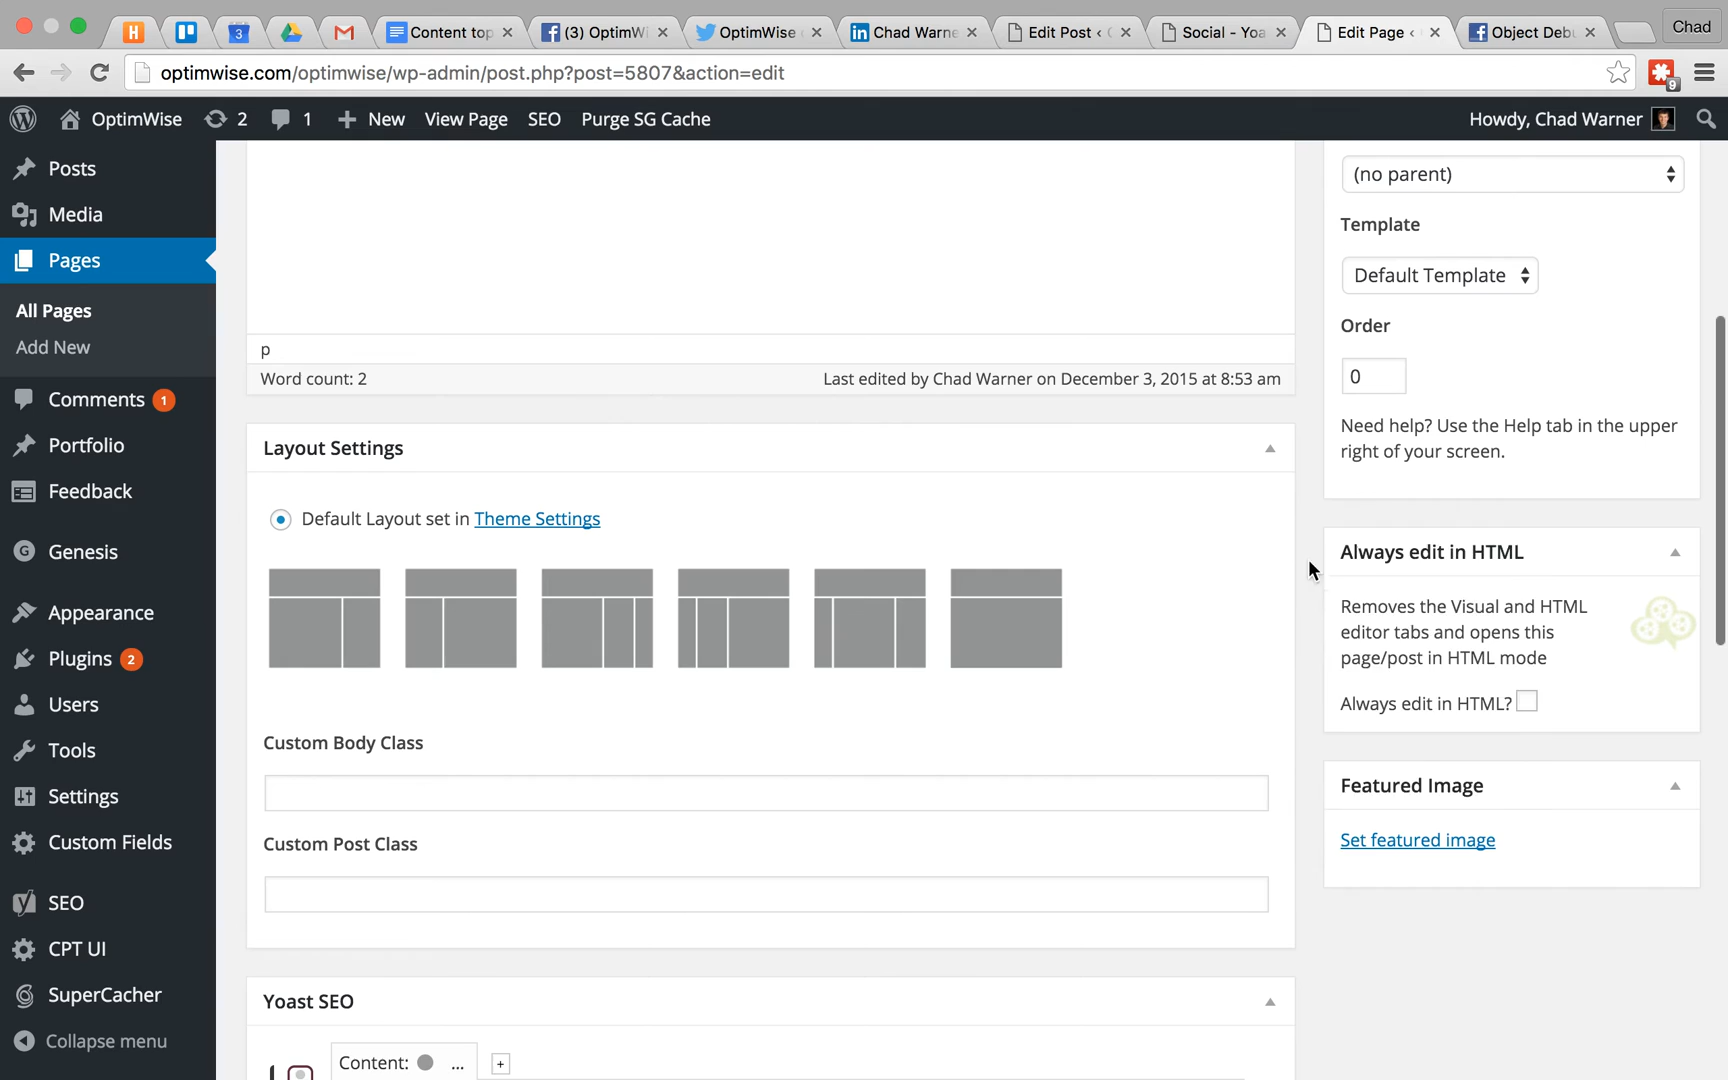 H
3
Content top
(3) OptimWi
OptimWise
Chad Warne
Edit Post ‹
Social - Yoa
Edit Page ‹
Object Debu
Chad
optimwise.com/optimwise/wp-admin/post.php?post=5807&action=edit
9
OptimWise
2
1
+ New
View Page
SEO
Purge SG Cache
Howdy, Chad Warner
Posts
Media
Pages
All Pages
Add New
Comments 1
Portfolio
Feedback
Genesis
Appearance
Plugins 2
Users
Tools
Settings
Custom Fields
SEO
CPT UI
SuperCacher
Collapse menu
p
Word count: 2
Last edited by Chad Warner on December 3, 2015 at 8:53 am
Layout Settings
Default Layout set in Theme Settings
Custom Body Class
Custom Post Class
Yoast SEO
Content: ...
+
(no parent)
Template
Default Template
Order
0
Need help? Use the Help tab in the upper
right of your screen.
Always edit in HTML
Removes the Visual and HTML
editor tabs and opens this
page/post in HTML mode
Always edit in HTML?
Featured Image
Set featured image